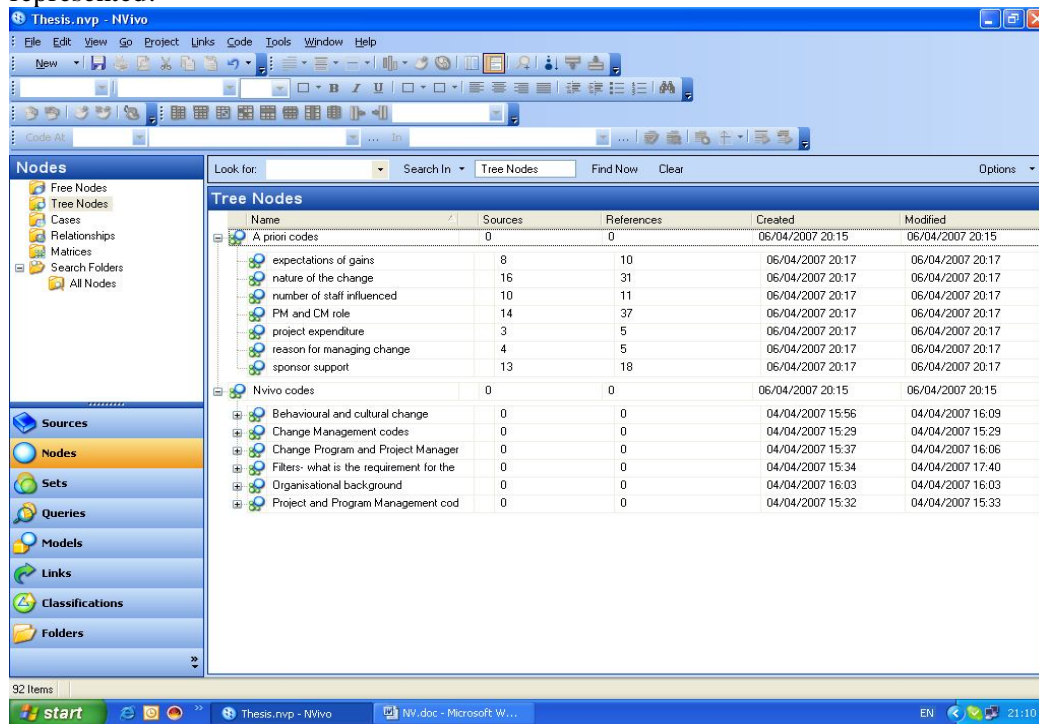 represented:
Thesis.nvp - NVivo
File Edit View Go Project Links Code Tools Window Help
New
B I U
Code At In
Nodes
Look for: Search In Tree Nodes Find Now Clear Options
Free Nodes
Tree Nodes
Cases
Relationships
Matrices
Search Folders
All Nodes
Tree Nodes
Name Sources References Created Modified
A priori codes 0 0 06/04/2007 20:15 06/04/2007 20:15
expectations of gains 8 10 06/04/2007 20:17 06/04/2007 20:17
nature of the change 16 31 06/04/2007 20:17 06/04/2007 20:17
number of staff influenced 10 11 06/04/2007 20:17 06/04/2007 20:17
PM and CM role 14 37 06/04/2007 20:17 06/04/2007 20:17
project expenditure 3 5 06/04/2007 20:17 06/04/2007 20:17
reason for managing change 4 5 06/04/2007 20:17 06/04/2007 20:17
sponsor support 13 18 06/04/2007 20:17 06/04/2007 20:17
Nvivo codes 0 0 06/04/2007 20:15 06/04/2007 20:15
Behavioural and cultural change 0 0 04/04/2007 15:56 04/04/2007 16:09
Change Management codes 0 0 04/04/2007 15:29 04/04/2007 15:29
Change Program and Project Manager 0 0 04/04/2007 15:37 04/04/2007 16:06
Filters- what is the requirement for the 0 0 04/04/2007 15:34 04/04/2007 17:40
Organisational background 0 0 04/04/2007 16:03 04/04/2007 16:03
Project and Program Management cod 0 0 04/04/2007 15:32 04/04/2007 15:33
Sources
Nodes
Sets
Queries
Models
Links
Classifications
Folders
92 Items
start Thesis.nvp - NVivo NV.doc - Microsoft W... EN 21:10